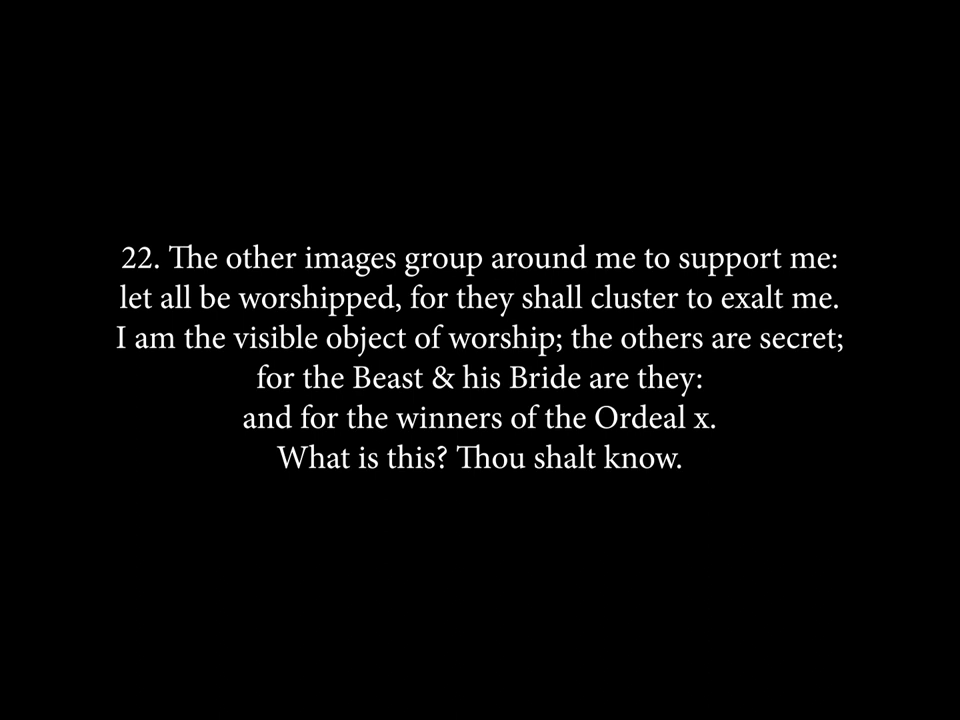 22. The other images group around me to support me:
let all be worshipped, for they shall cluster to exalt me.
I am the visible object of worship; the others are secret;
for the Beast & his Bride are they:
and for the winners of the Ordeal x.
What is this? Thou shalt know.